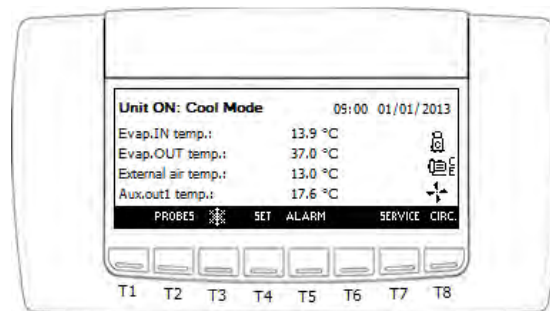 Unit ON: Cool Mode 09:00 01/01/2013
Evap.IN temp.: 13.9 °C
Evap.OUT temp.: 37.0 °C
External air temp.: 13.0 °C
Aux.out1 temp.: 17.6 °C
PROBES SET ALARM SERVICE CIRC.
T1 T2 T3 T4 T5 T6 T7 T8